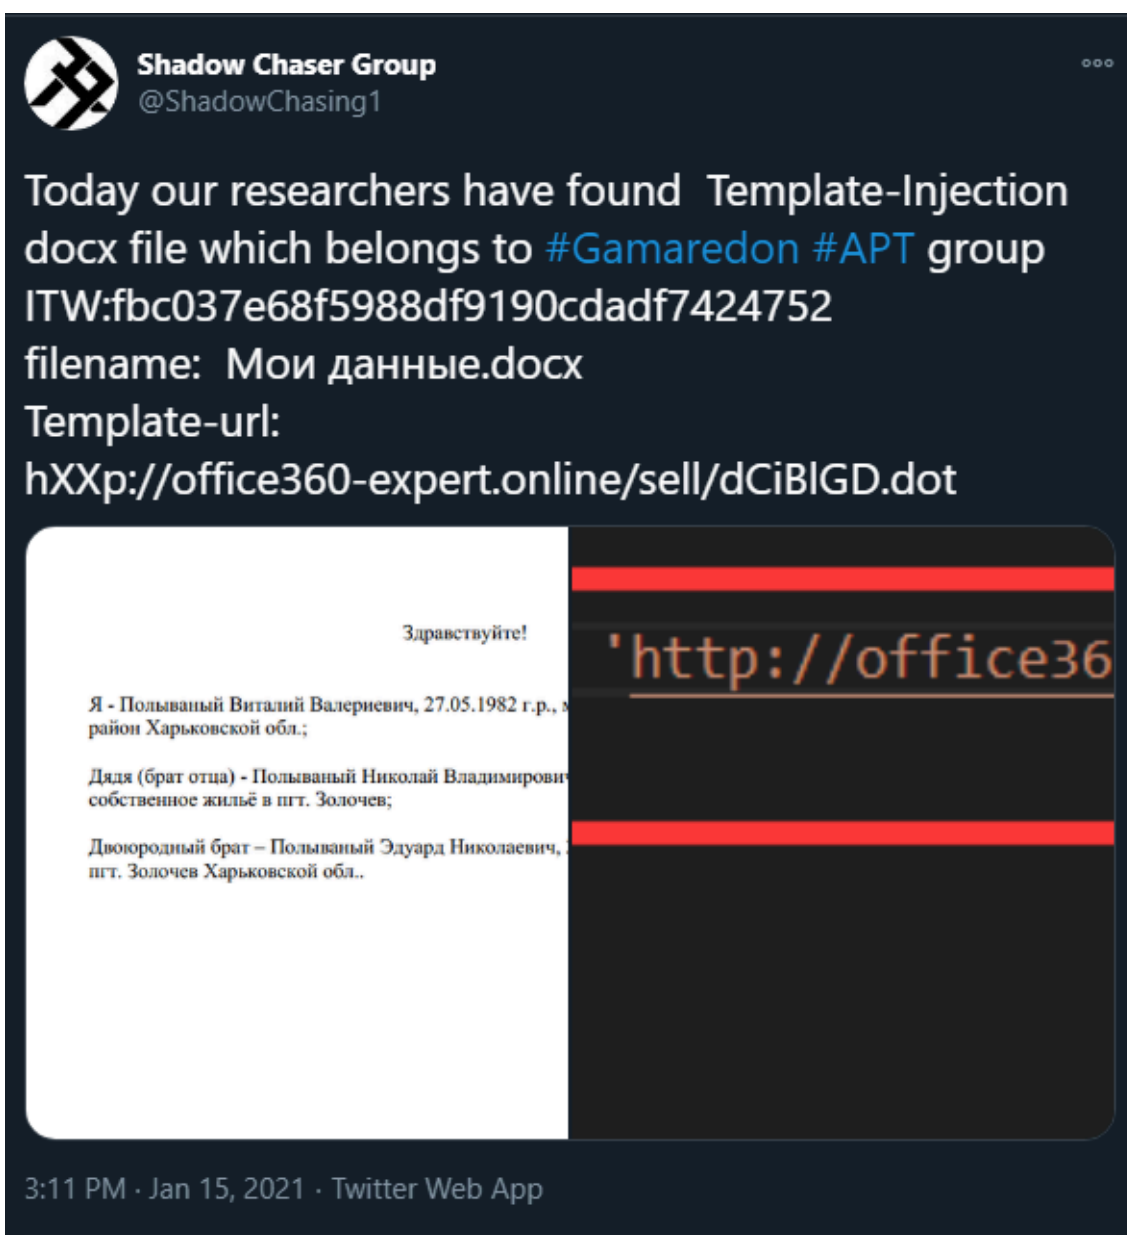 Shadow Chaser Group
@ShadowChasing1
Today our researchers have found Template-Injection
docx file which belongs to #Gamaredon #APT group
ITW:fbc037e68f5988df9190cdadf7424752
filename: Мои данные.docx
Template-url:
hXXp://office360-expert.online/sell/dCiBlGD.dot
Здравствуйте!
Я - Полываный Виталий Валериевич, 27.05.1982 г.р.,
район Харьковской обл.;
Дядя (брат отца) - Полываный Николай Владимирович
собственное жильё в пгт. Золочев;
Двоюродный брат – Полываный Эдуард Николаевич,
пгт. Золочев Харьковской обл..
'http://office36
3:11 PM · Jan 15, 2021 · Twitter Web App